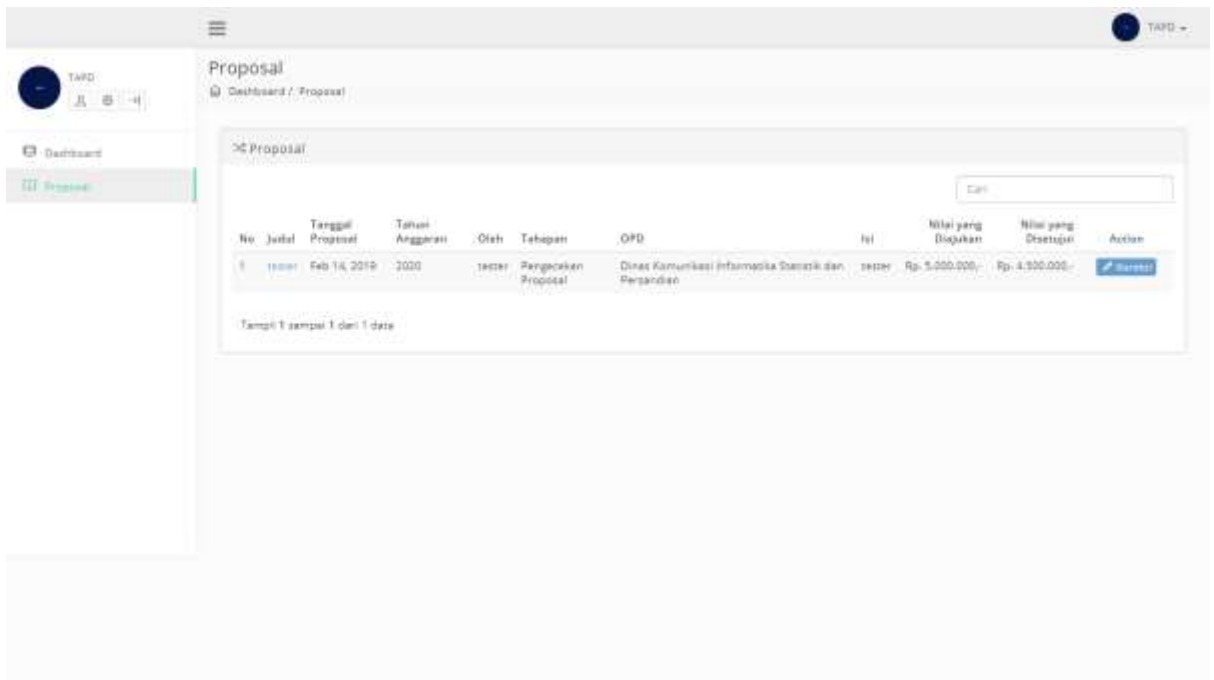 TAPD
TAPD
Proposal
Dashboard / Proposal
Dashboard
Proposal
Proposal
Cari
No Judul Tanggal Proposal Tahun Anggaran Oleh Tahapan OPD Isi Nilai yang Diajukan Nilai yang Disetujui Action
1 tester Feb 14, 2019 2020 tester Pengecekan Proposal Dinas Komunikasi Informatika Statistik dan Persandian tester Rp. 5.000.000,- Rp. 4.500.000,-
Tampil 1 sampai 1 dari 1 data